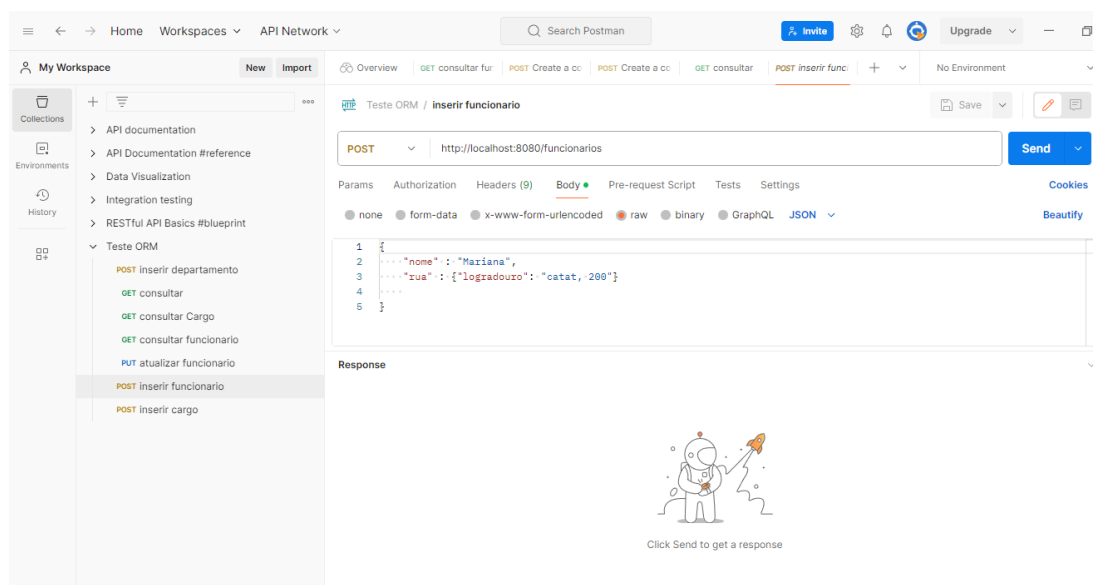 Home Workspaces API Network Search Postman Invite Upgrade
My Workspace New Import Overview GET consultar fur POST Create a cc POST Create a cc GET consultar POST inserir func No Environment
Collections
Environments
History
API documentation
API Documentation #reference
Data Visualization
Integration testing
RESTful API Basics #blueprint
Teste ORM
POST inserir departamento
GET consultar
GET consultar Cargo
GET consultar funcionario
PUT atualizar funcionario
POST inserir funcionario
POST inserir cargo
HTTP Teste ORM / inserir funcionario Save
POST http://localhost:8080/funcionarios Send
Params Authorization Headers (9) Body Pre-request Script Tests Settings Cookies
none form-data x-www-form-urlencoded raw binary GraphQL JSON Beautify
1 {
2 "nome" : "Mariana",
3 "rua" : {"logradouro": "catat, 200"}
4
5 }
Response
Click Send to get a response